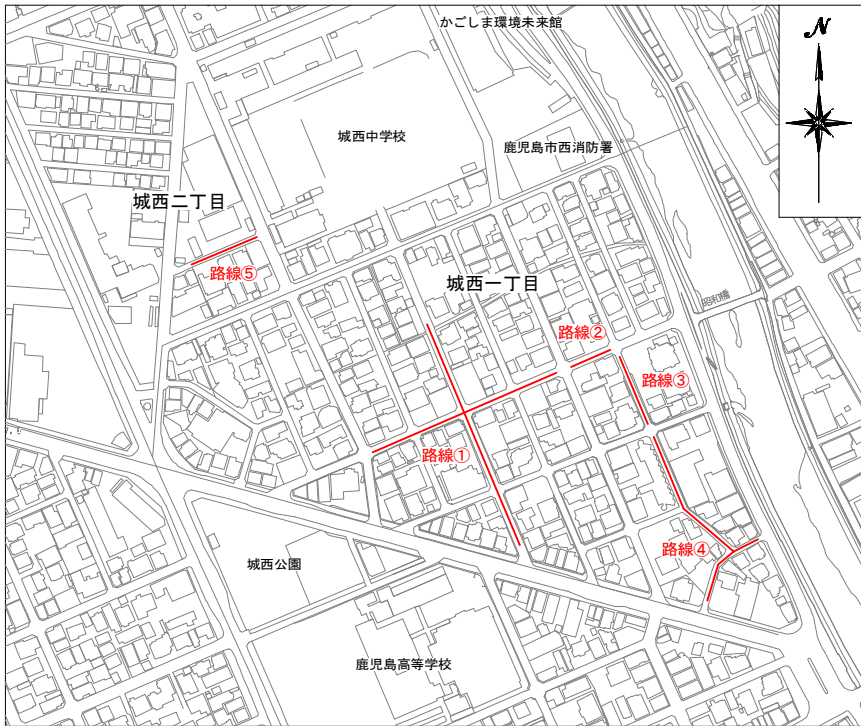 かごしま環境未来館
N
城西中学校
鹿児島市西消防署
城西二丁目
路線⑤
城西一丁目
昭和橋
路線②
路線③
路線①
路線④
城西公園
鹿児島高等学校